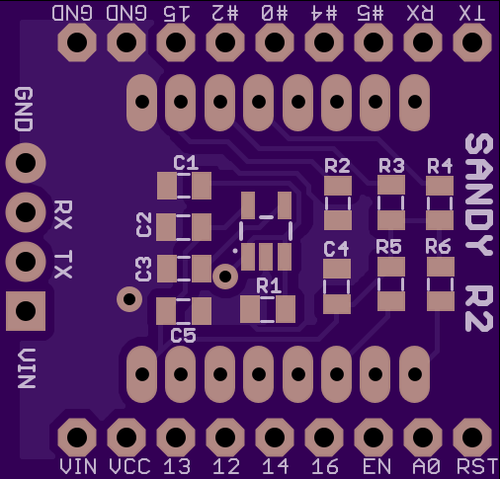 GND GND 15 #2 #0 #4 #5 RX TX
GND
RX
TX
VIN
C1
C2
C3
C5
R1
R2 R3 R4
C4 R5 R6
SANDY R2
VIN VCC 13 12 14 16 EN A0 RST